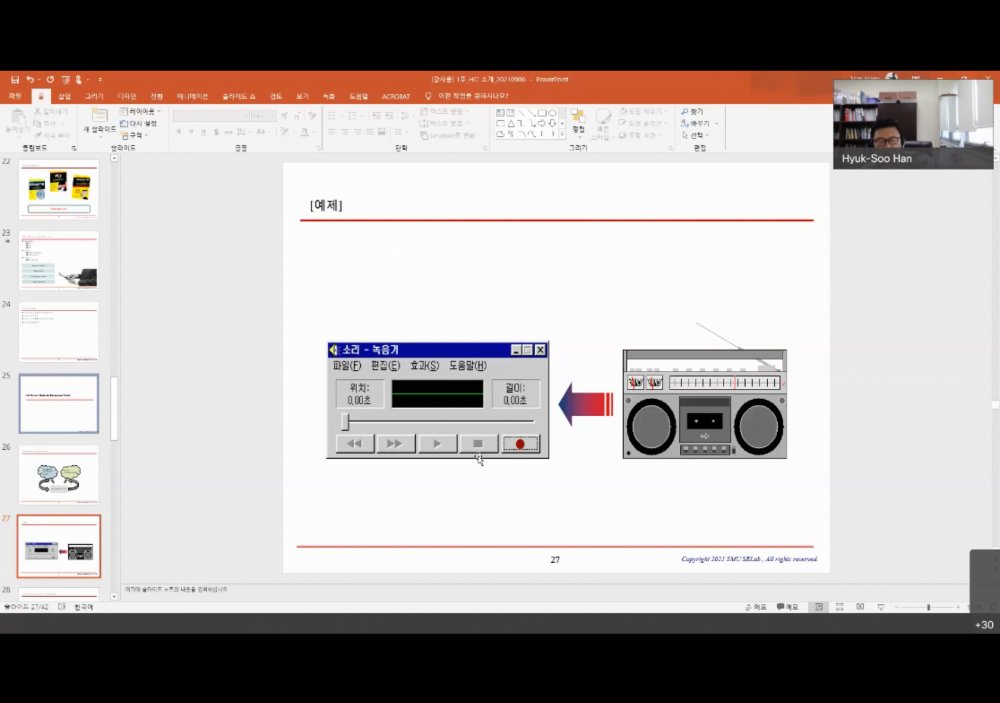 [강사용] 1주_HCI 소개_20210906 - PowerPoint
파일 홈 삽입 그리기 디자인 전환 애니메이션 슬라이드 쇼 검토 보기 녹화 도움말 ACROBAT 어떤 작업을 원하시나요?
붙여넣기
잘라내기
복사
서식 복사
클립보드
새 슬라이드
레이아웃
다시 설정
구역
슬라이드
14+
글꼴
텍스트 방향
텍스트 맞춤
SmartArt로 변환
단락
정렬
빠른 스타일
도형 채우기
도형 윤곽선
도형 효과
그리기
찾기
바꾸기
선택
편집
Hyuk-Soo Han
22
23
24
25
26
27
28
[예제]
소리 - 녹음기
파일(F) 편집(E) 효과(S) 도움말(H)
위치:
0,00초
길이:
0,00초
27
Copyright 2021 SMU SELab., All rights reserved.
여기에 슬라이드 노트의 내용을 입력하십시오
슬라이드 27/42 한국어
메모 메모
+30